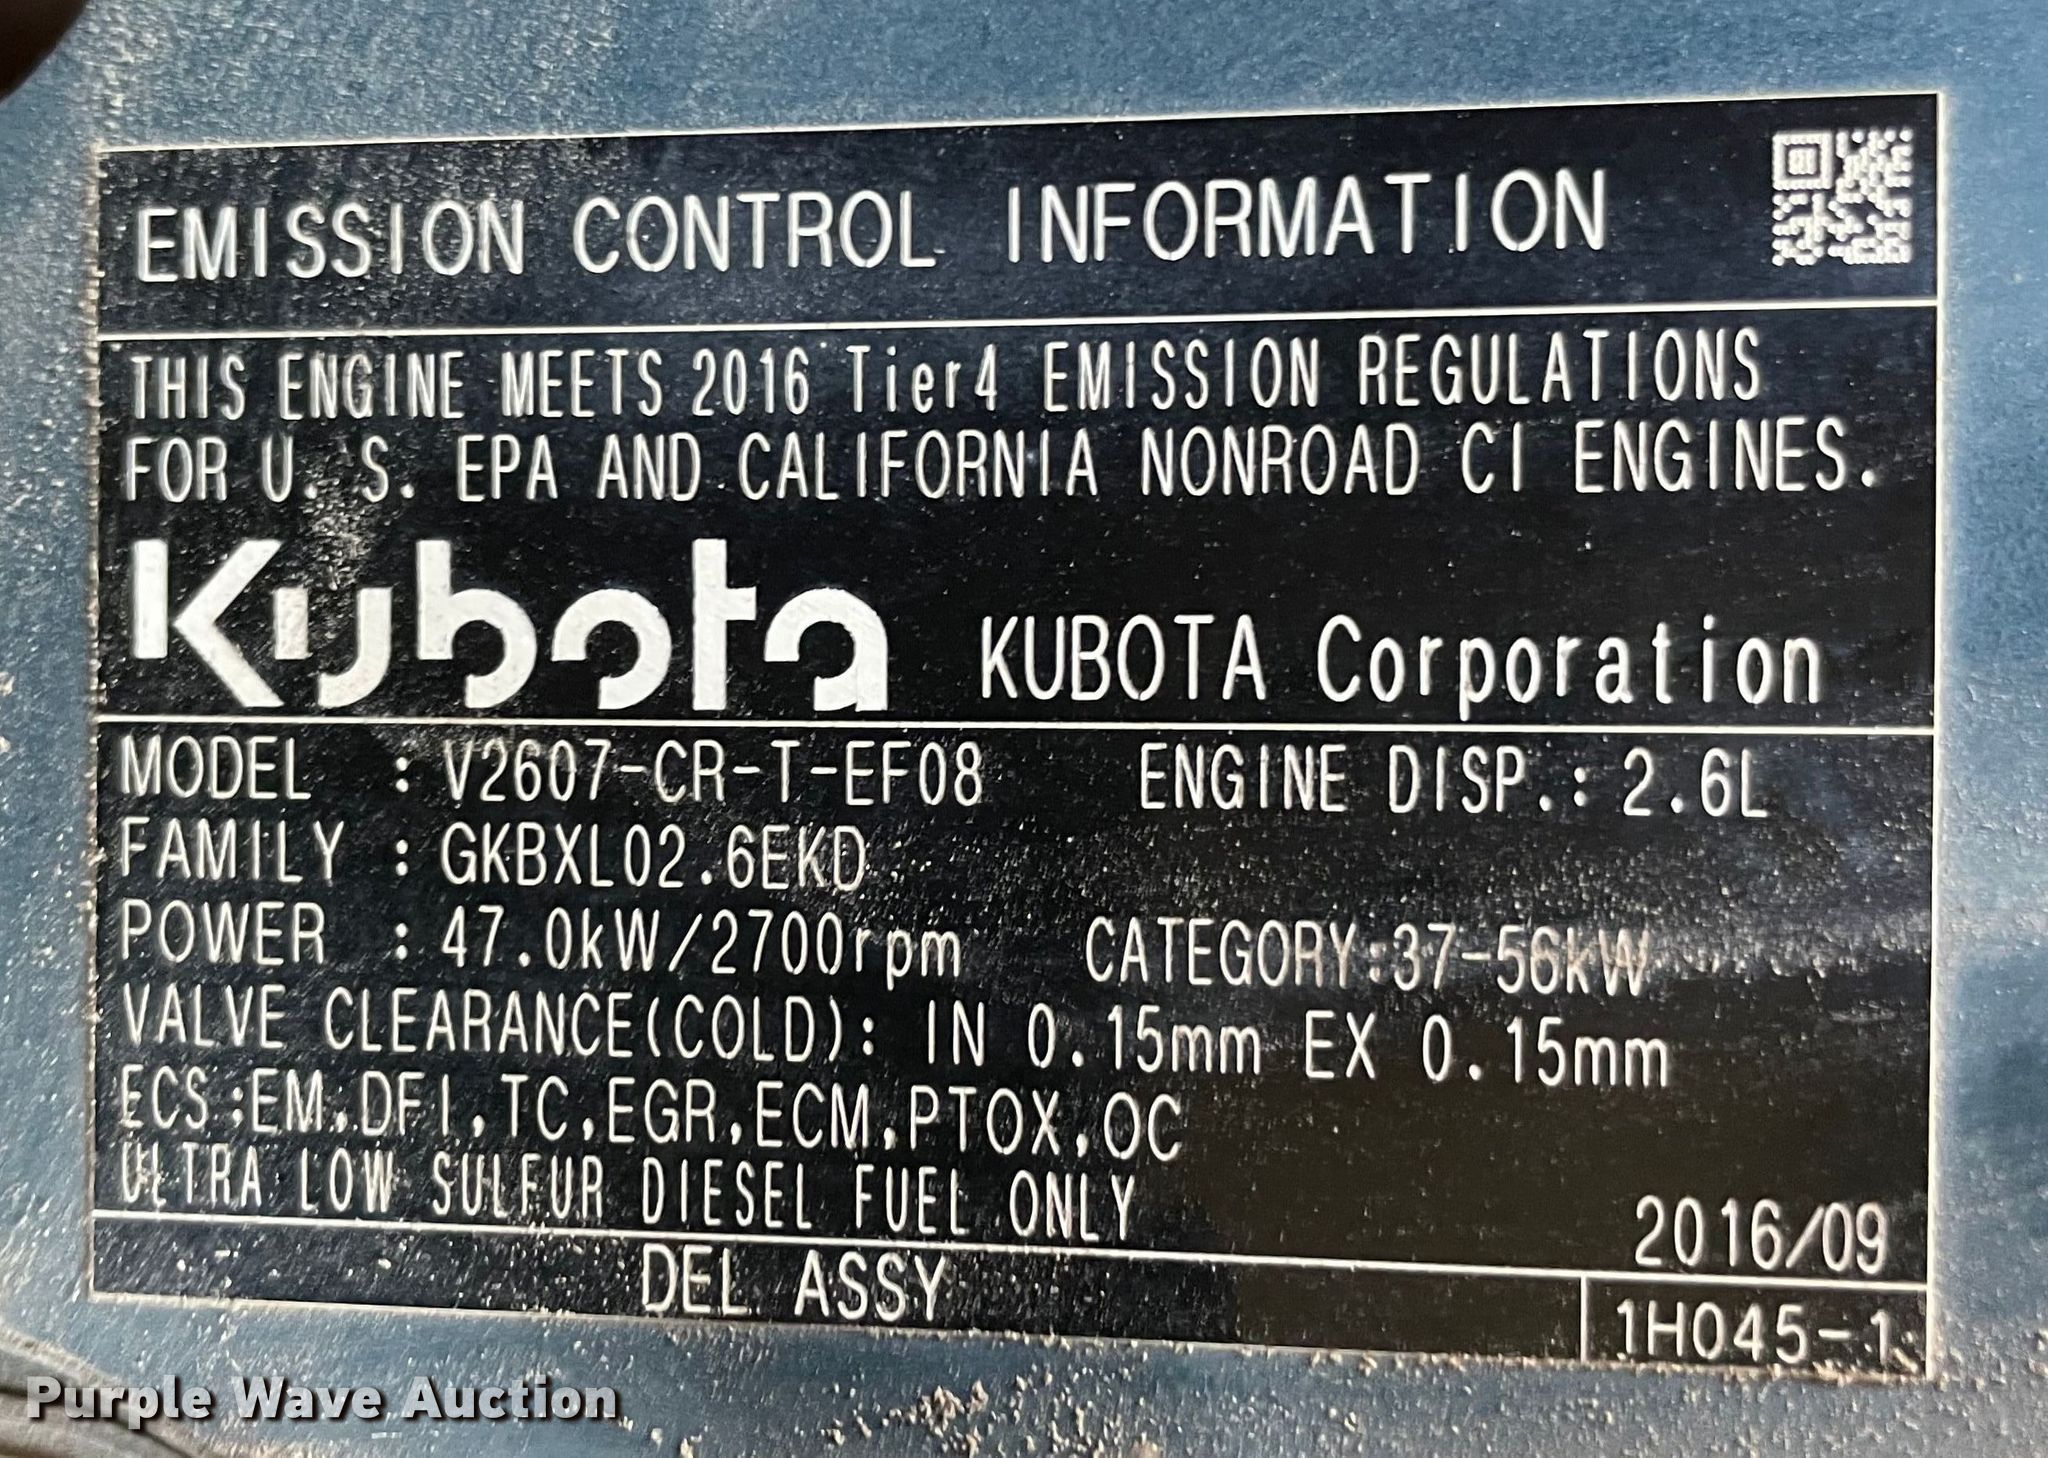 EMISSION CONTROL INFORMATION
THIS ENGINE MEETS 2016 Tier4 EMISSION REGULATIONS
FOR U. S. EPA AND CALIFORNIA NONROAD CI ENGINES.
Kubota KUBOTA Corporation
MODEL : V2607-CR-T-EF08 ENGINE DISP.: 2.6L
FAMILY : GKBXL02.6EKD
POWER : 47.0kW/2700rpm CATEGORY:37-56kW
VALVE CLEARANCE(COLD): IN 0.15mm EX 0.15mm
ECS:EM,DFI,TC,EGR,ECM,PTOX,OC
ULTRA LOW SULFUR DIESEL FUEL ONLY
2016/09
DEL ASSY
1H045-1
Purple Wave Auction